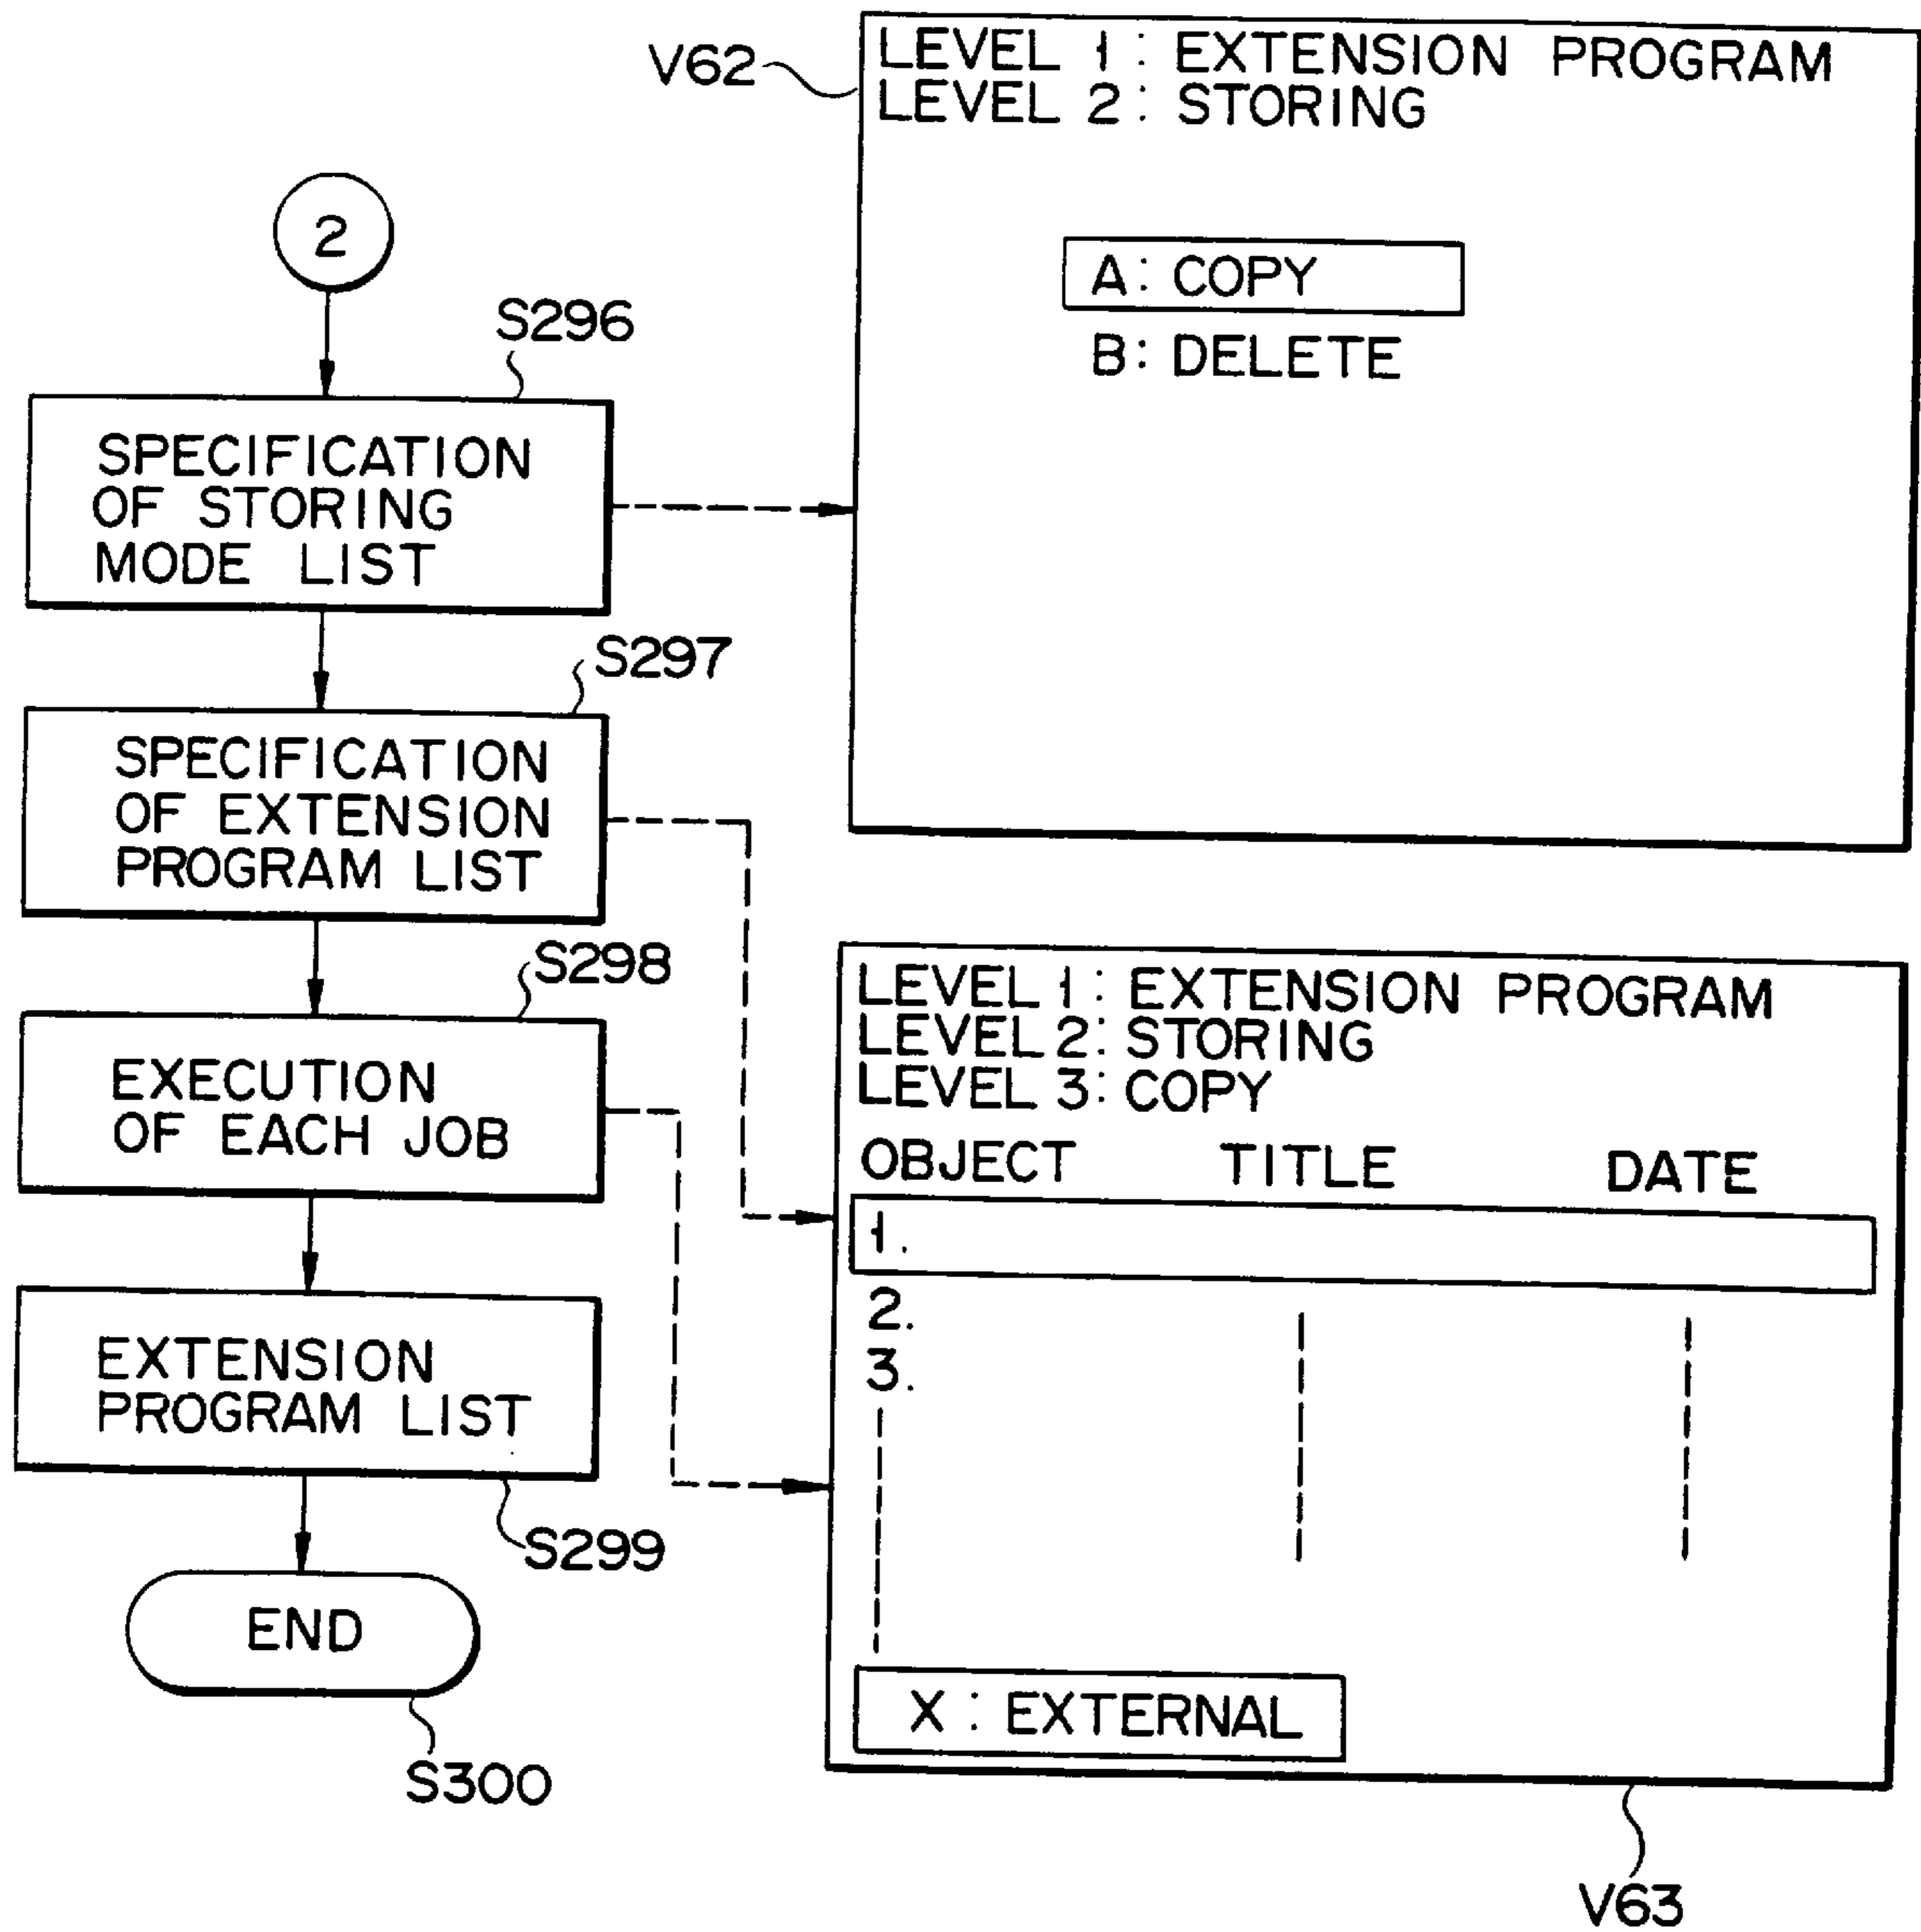 2
S296
SPECIFICATION
OF STORING
MODE LIST
S297
SPECIFICATION
OF EXTENSION
PROGRAM LIST
S298
EXECUTION
OF EACH JOB
EXTENSION
PROGRAM LIST
S299
END
S300
V62
LEVEL 1: EXTENSION PROGRAM
LEVEL 2: STORING
A: COPY
B: DELETE
LEVEL 1: EXTENSION PROGRAM
LEVEL 2: STORING
LEVEL 3: COPY
OBJECT TITLE DATE
1.
2.
3.
X: EXTERNAL
V63